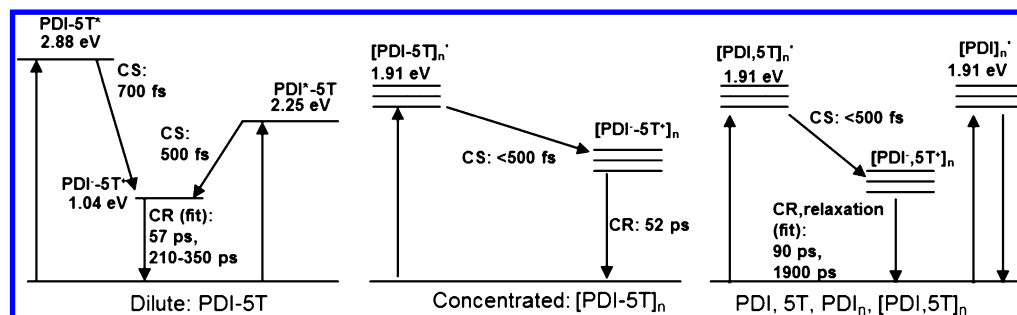 PDI-5T*
2.88 eV
CS:
700 fs
PDI*-5T
2.25 eV
CS:
500 fs
PDI⁻-5T⁺
1.04 eV
CR (fit):
57 ps,
210-350 ps
Dilute: PDI-5T
[PDI-5T]ₙ*
1.91 eV
CS: <500 fs
[PDI⁻-5T⁺]ₙ
CR: 52 ps
Concentrated: [PDI-5T]ₙ
[PDI,5T]ₙ*
1.91 eV
CS: <500 fs
[PDI⁻,5T⁺]ₙ
CR,relaxation
(fit):
90 ps,
1900 ps
[PDI]ₙ*
1.91 eV
PDI, 5T, PDIₙ, [PDI,5T]ₙ